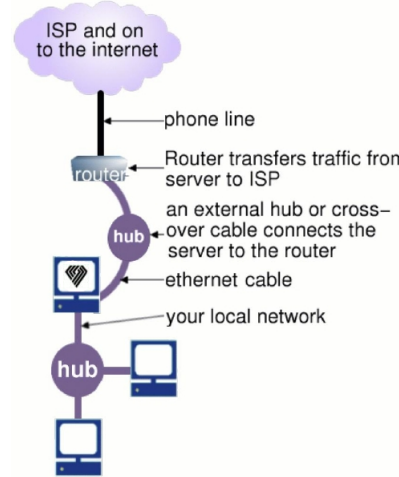 ISP and on
to the internet
phone line
router
Router transfers traffic from
server to ISP
hub
an external hub or cross-
over cable connects the
server to the router
ethernet cable
your local network
hub